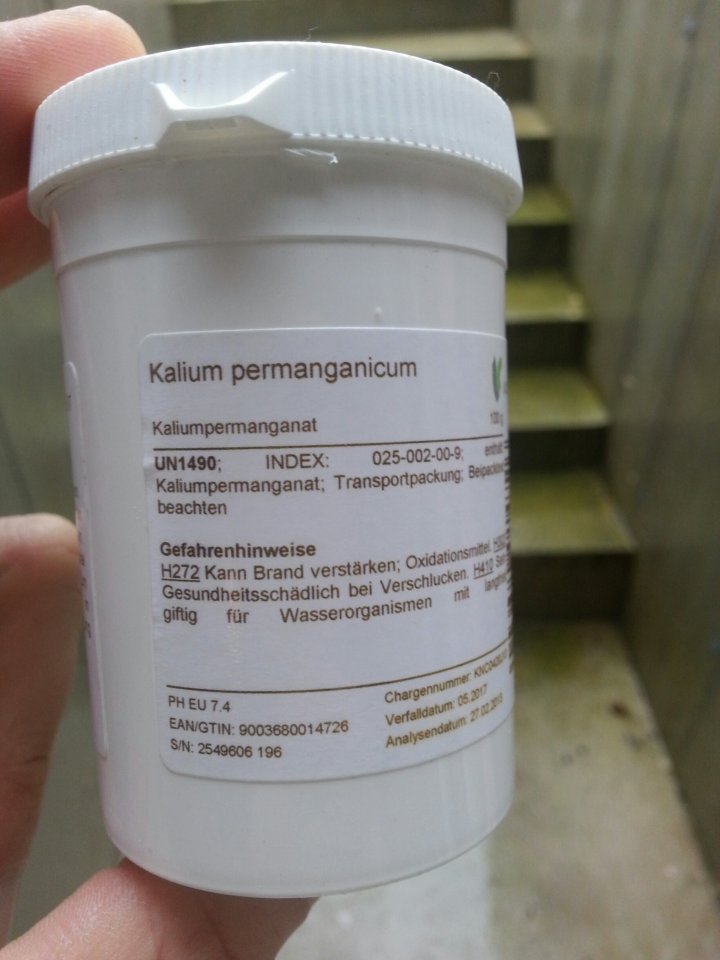 Kalium permanganicum
Kaliumpermanganat
100 g
UN1490; INDEX: 025-002-00-9; enthält
Kaliumpermanganat; Transportpackung;
beachten
Gefahrenhinweise
H272 Kann Brand verstärken; Oxidationsmittel.
Gesundheitsschädlich bei Verschlucken. H410
giftig für Wasserorganismen mit
PH EU 7.4
EAN/GTIN: 9003680014726
S/N: 2549606 196
Chargennummer:
Verfalldatum: 05.2017
Analysendatum: 27.02.2013